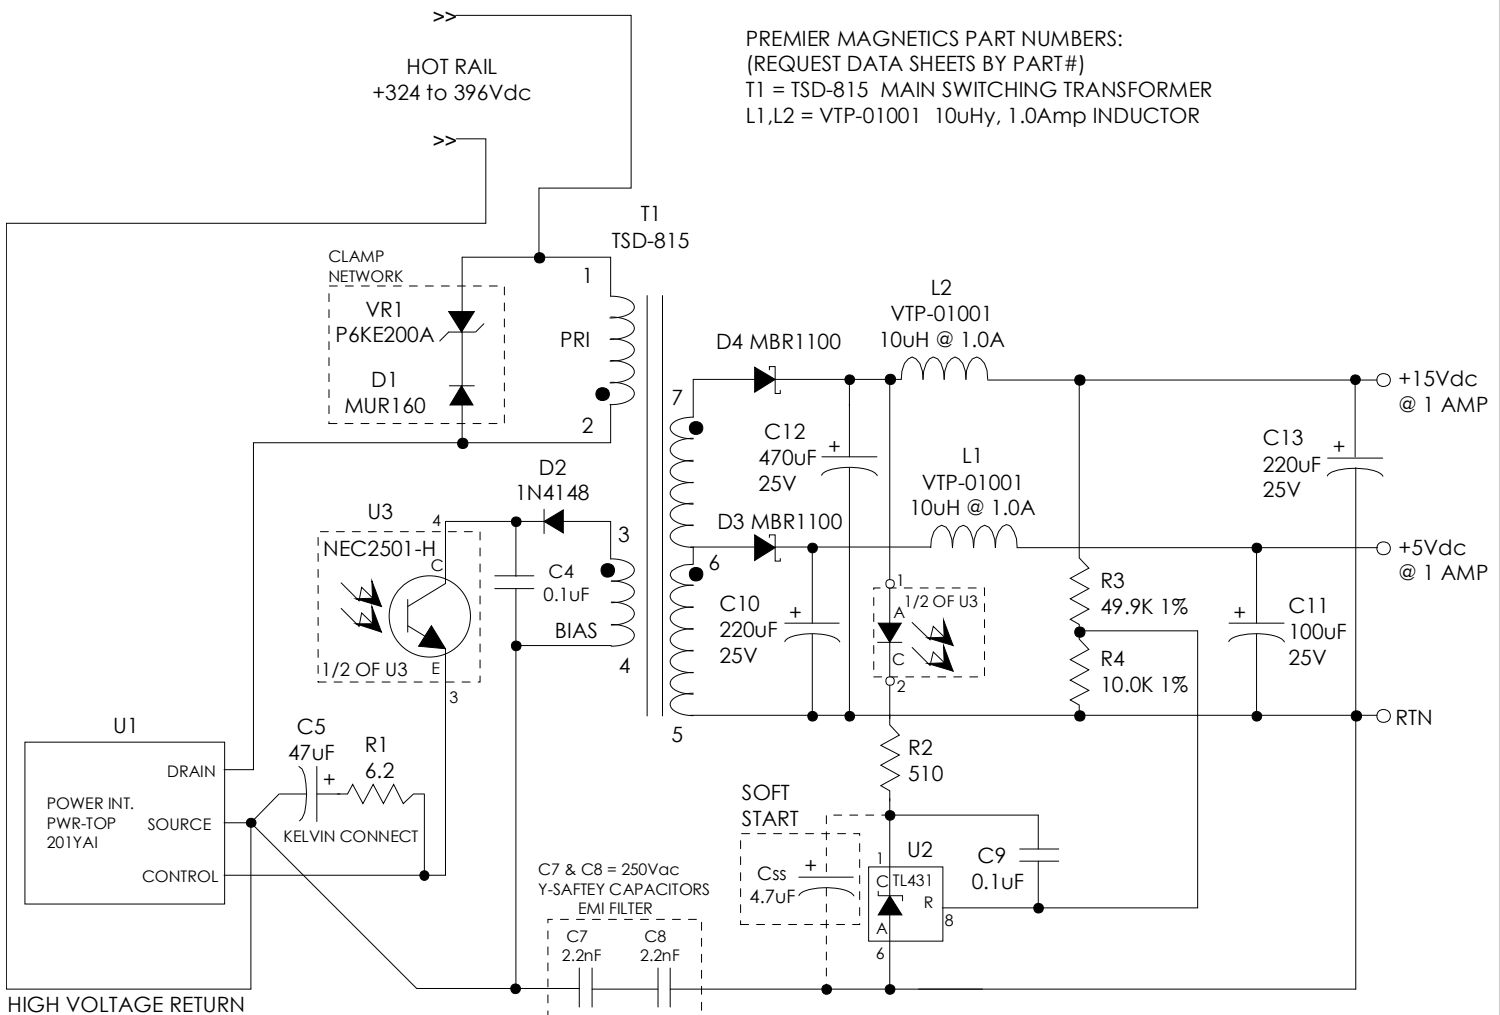 >>
HOT RAIL
+324 to 396Vdc
>>
PREMIER MAGNETICS PART NUMBERS:
(REQUEST DATA SHEETS BY PART#)
T1 = TSD-815 MAIN SWITCHING TRANSFORMER
L1,L2 = VTP-01001 10uHy, 1.0Amp INDUCTOR
T1
TSD-815
CLAMP
NETWORK
VR1
P6KE200A
D1
MUR160
1
PRI
2
D2
1N4148
3
BIAS
4
C4
0.1uF
U3
4
NEC2501-H
C
1/2 OF U3
E
3
7
6
5
D4 MBR1100
D3 MBR1100
L2
VTP-01001
10uH @ 1.0A
L1
VTP-01001
10uH @ 1.0A
C12
470uF
25V
+
C10
220uF
25V
+
1
1/2 OF U3
A
C
2
R3
49.9K 1%
R4
10.0K 1%
C13
220uF
25V
+
C11
100uF
25V
+
+15Vdc
@ 1 AMP
+5Vdc
@ 1 AMP
RTN
U1
DRAIN
POWER INT.
PWR-TOP
201YAI
SOURCE
CONTROL
C5
47uF
+
R1
6.2
KELVIN CONNECT
R2
510
SOFT
START
Css
4.7uF
+
U2
1
C
TL431
R
A
8
6
C9
0.1uF
C7 & C8 = 250Vac
Y-SAFTEY CAPACITORS
EMI FILTER
C7
2.2nF
C8
2.2nF
HIGH VOLTAGE RETURN